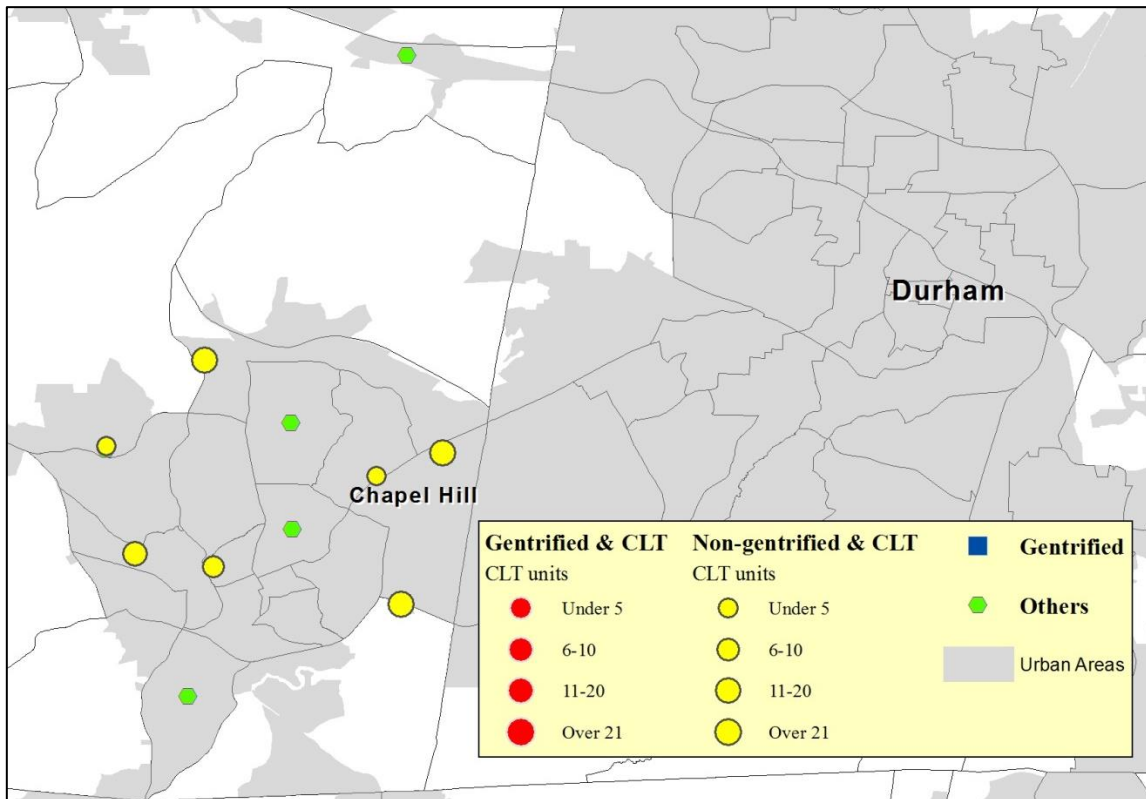 Durham
Chapel Hill
Gentrified & CLT
CLT units
Under 5
6-10
11-20
Over 21
Non-gentrified & CLT
CLT units
Under 5
6-10
11-20
Over 21
Gentrified
Others
Urban Areas